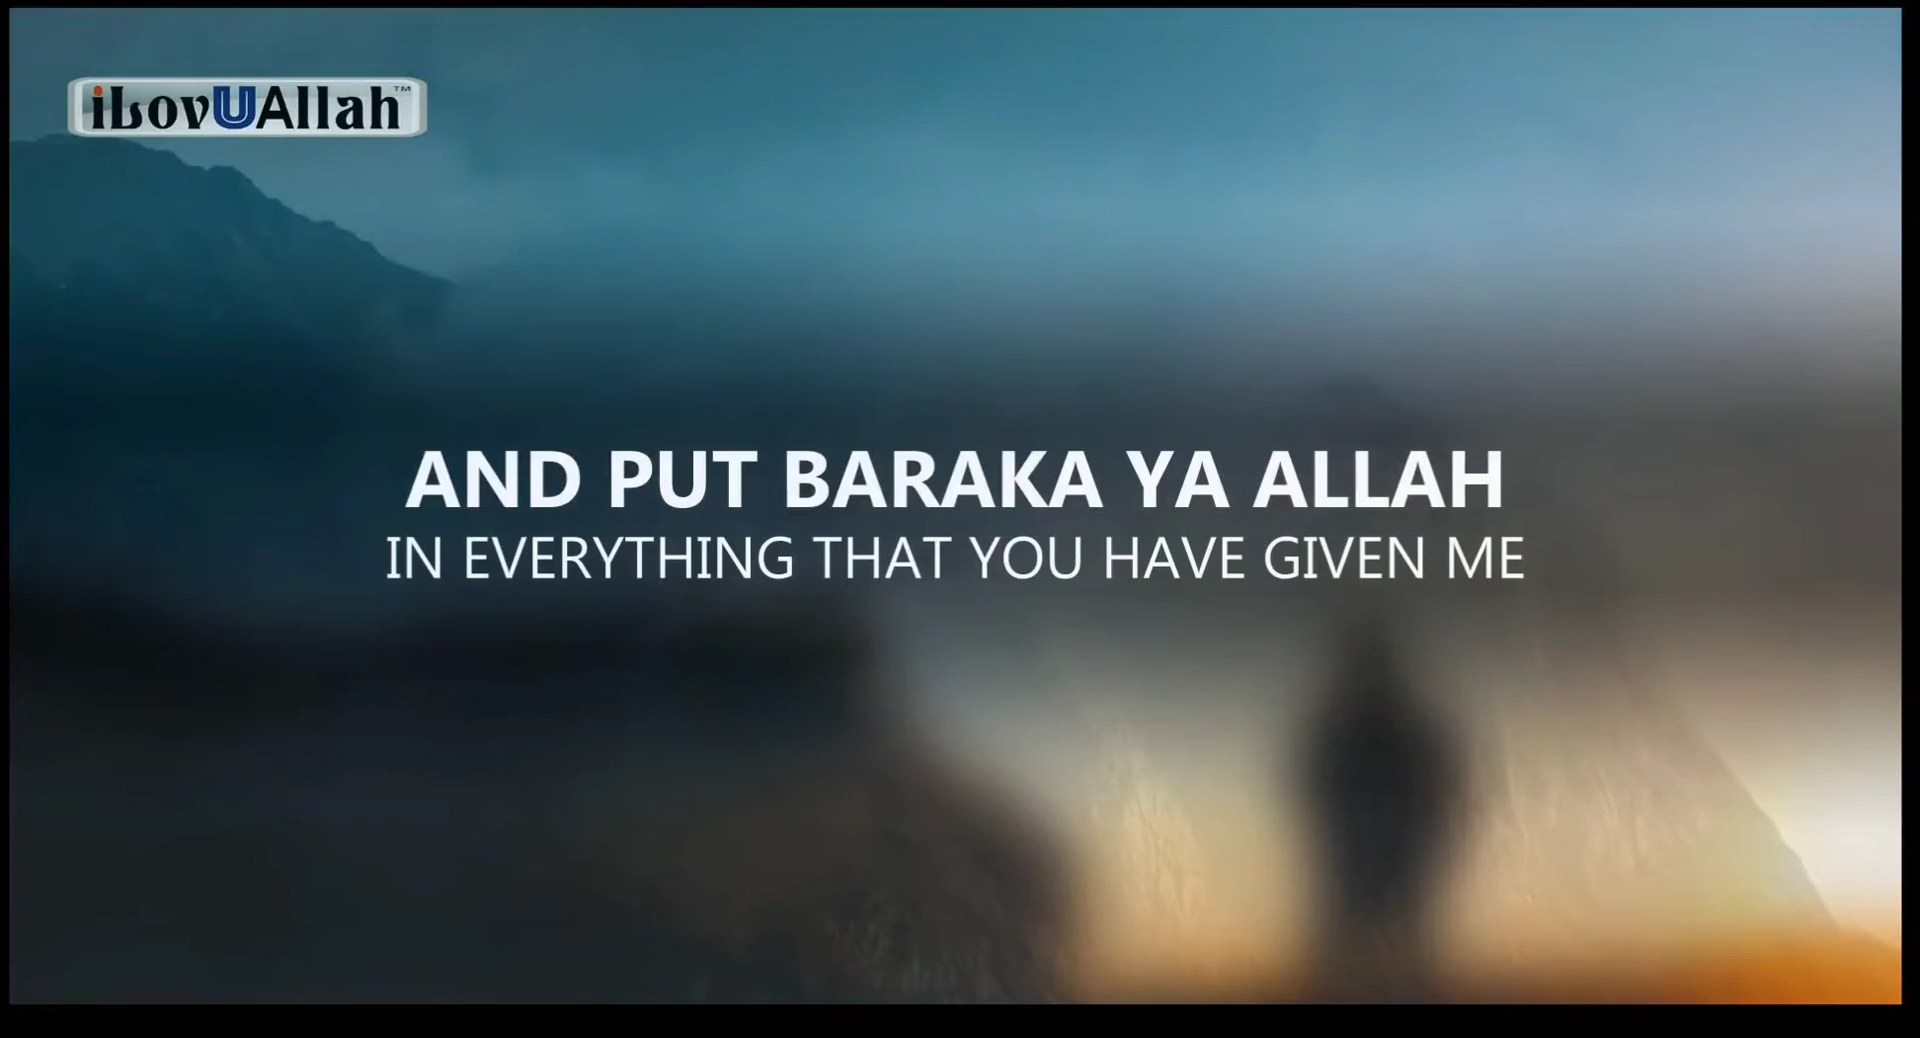 iLovUAllah™
AND PUT BARAKA YA ALLAH
IN EVERYTHING THAT YOU HAVE GIVEN ME